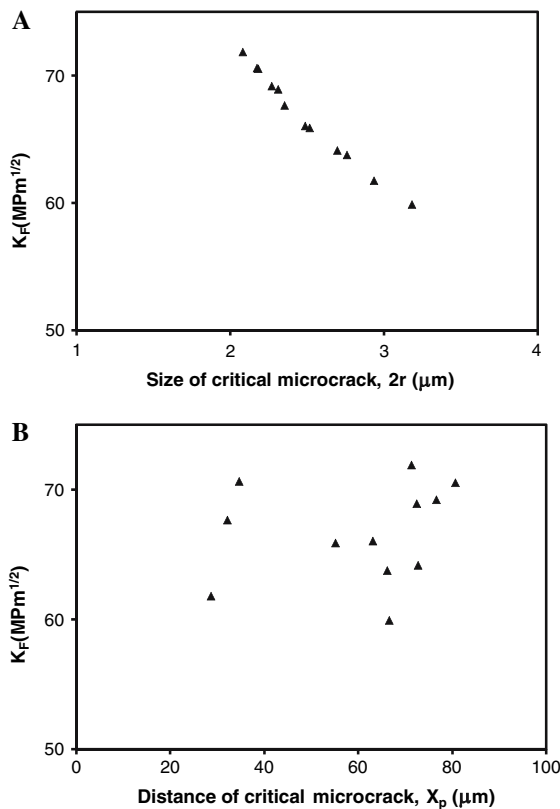 A
70
60
50
K_F(MPm^1/2)
1
2
3
4
Size of critical microcrack, 2r (μm)
B
70
60
50
K_F(MPm^1/2)
0
20
40
60
80
100
Distance of critical microcrack, X_p (μm)